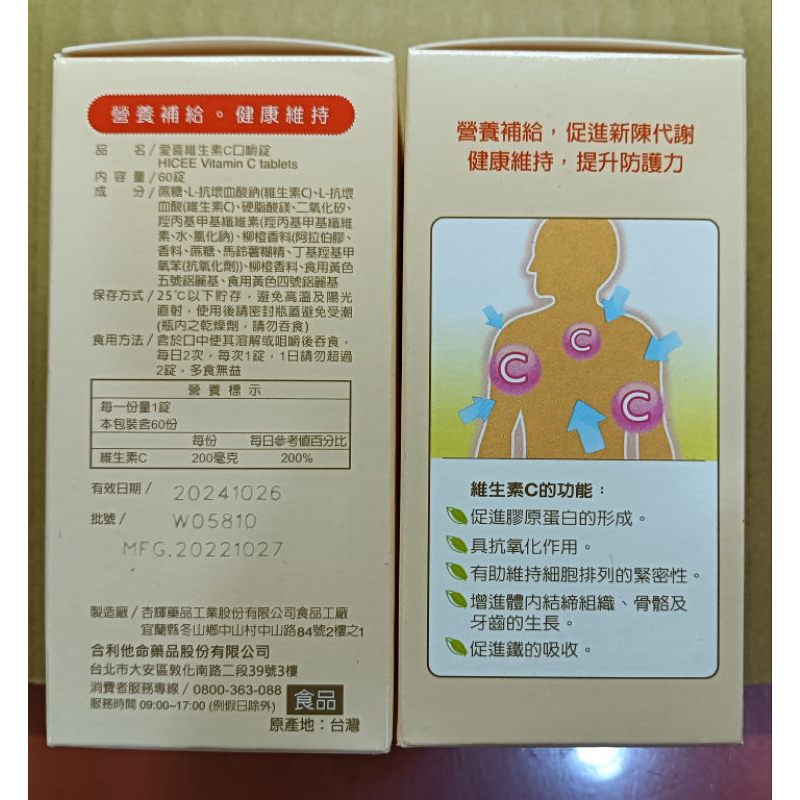 營養補給。健康維持
品 名/愛喜維生素C口嚼錠
HICEE Vitamin C tablets
內 容 量/60錠
成 分/蔗糖、L-抗壞血酸鈉(維生素C)、L-抗壞
血酸(維生素C)、硬脂酸鎂、二氧化矽、
羥丙基甲基纖維素(羥丙基甲基纖維
素、水、氯化鈉)、柳橙香料(阿拉伯膠、
香料、蔗糖、馬鈴薯糊精、丁基羥基甲
氧苯(抗氧化劑))、柳橙香料、食用黃色
五號鋁麗基、食用黃色四號鋁麗基
保存方式/25℃以下貯存，避免高溫及陽光
直射，使用後請密封瓶蓋避免受潮
(瓶內之乾燥劑，請勿吞食)
食用方法/含於口中使其溶解或咀嚼後吞食，
每日2次，每次1錠，1日請勿超過
2錠，多食無益
營 養 標 示
每一份量1錠
本包裝含60份
每份 每日參考值百分比
維生素C 200毫克 200%
有效日期/ 20241026
批號/ W05810
MFG.20221027
製造廠/杏輝藥品工業股份有限公司食品工廠
宜蘭縣冬山鄉中山村中山路84號2樓之1
合利他命藥品股份有限公司
台北市大安區敦化南路二段39號3樓
消費者服務專線/0800-363-088
服務時間 09:00~17:00 (例假日除外)
食品
原產地：台灣
營養補給，促進新陳代謝
健康維持，提升防護力
C
C
C
維生素C的功能：
促進膠原蛋白的形成。
具抗氧化作用。
有助維持細胞排列的緊密性。
增進體內結締組織、骨骼及
牙齒的生長。
促進鐵的吸收。